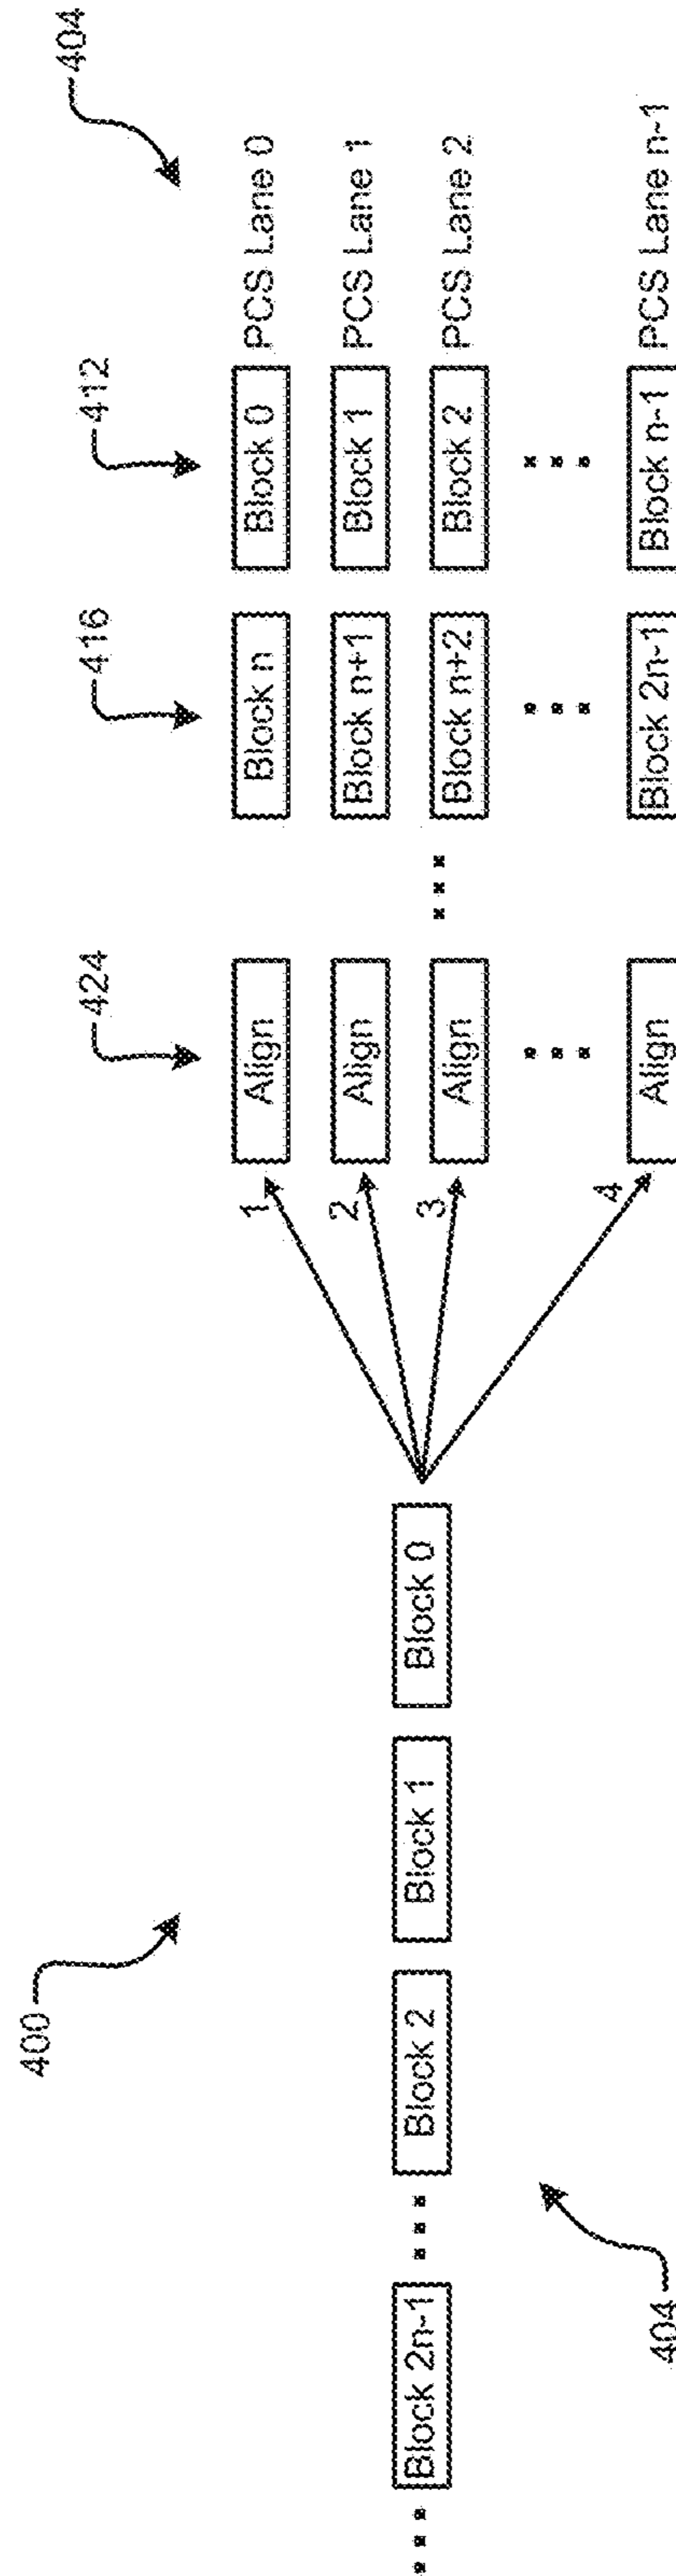 400
404
424
416
412
404
Align
Block n
Block 0
PCS Lane 0
1
Align
Block n+1
Block 1
PCS Lane 1
2
Align
Block n+2
Block 2
PCS Lane 2
3
Align
Block 2n-1
Block n-1
PCS Lane n-1
4
Block 2n-1
Block 2
Block 1
Block 0